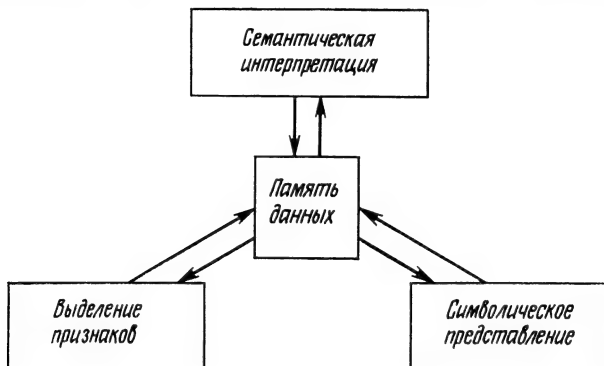 Семантическая
интерпретация
Память
данных
Выделение
признаков
Символическое
представление